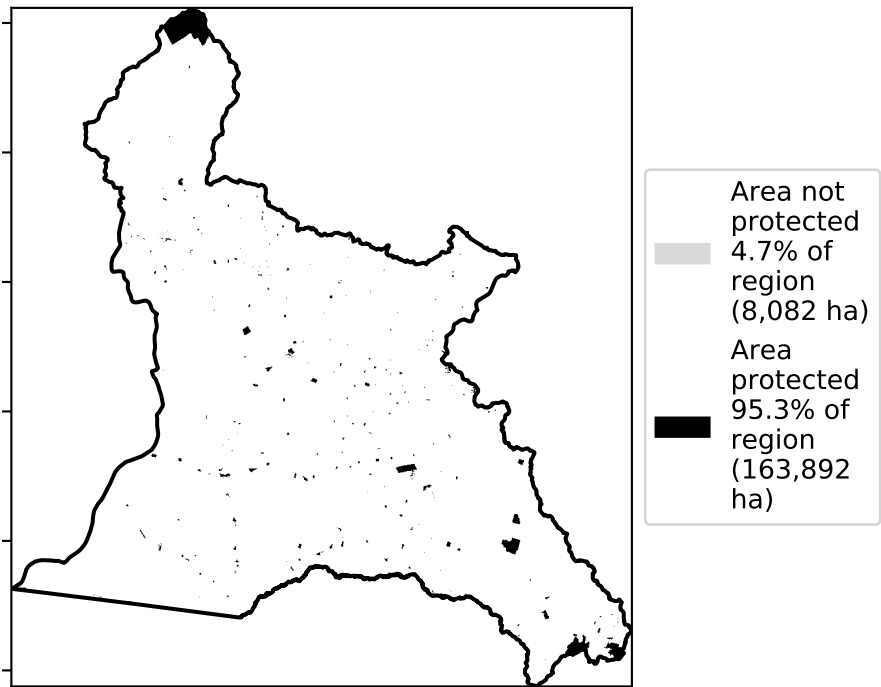 Area not
protected
4.7% of
region
(8,082 ha)
Area
protected
95.3% of
region
(163,892
ha)